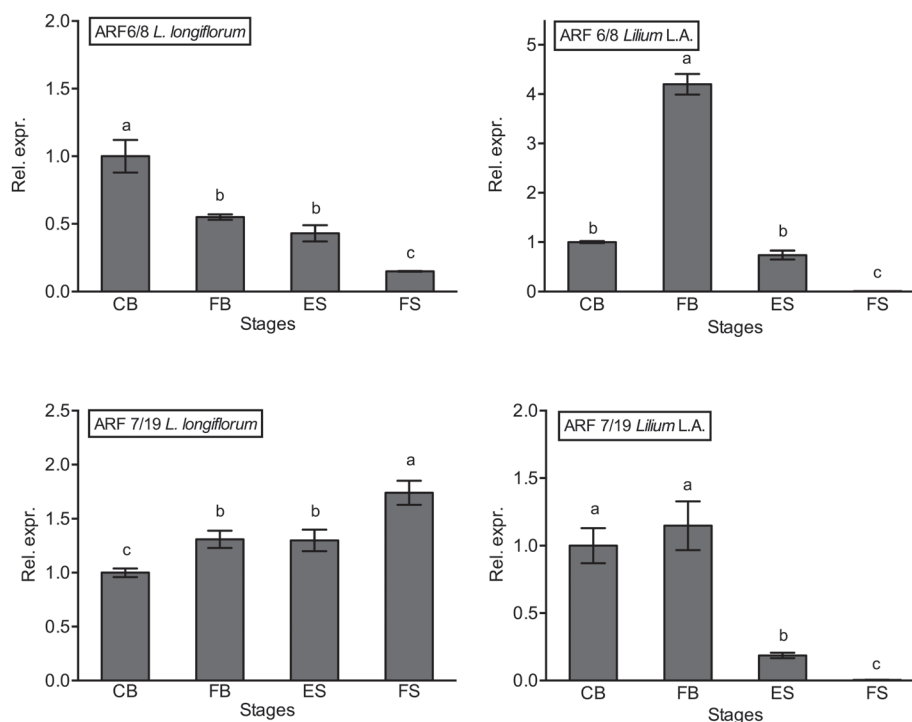 ARF6/8 L. longiflorum
Rel. expr.
2.0
1.5
1.0
0.5
0.0
a
b
b
c
CB FB ES FS
Stages
ARF 6/8 Lilium L.A.
Rel. expr.
5
4
3
2
1
0
b
a
b
c
CB FB ES FS
Stages
ARF 7/19 L. longiflorum
Rel. expr.
2.5
2.0
1.5
1.0
0.5
0.0
c
b
b
a
CB FB ES FS
Stages
ARF 7/19 Lilium L.A.
Rel. expr.
2.0
1.5
1.0
0.5
0.0
a
a
b
c
CB FB ES FS
Stages